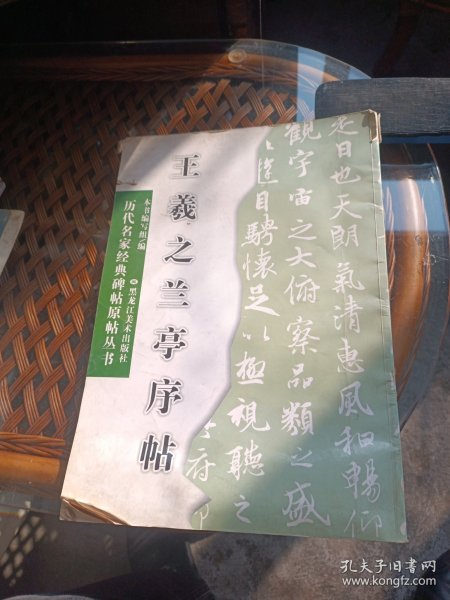 王羲之兰亭序帖
本书编写组 编
黑龙江美术出版社
历代名家经典碑帖原帖丛书
是日也天朗氣清惠風和暢仰
觀宇宙之大俯察品類之盛
遊目騁懷足以極視聽之
孔夫子旧书网
www.kongfz.com